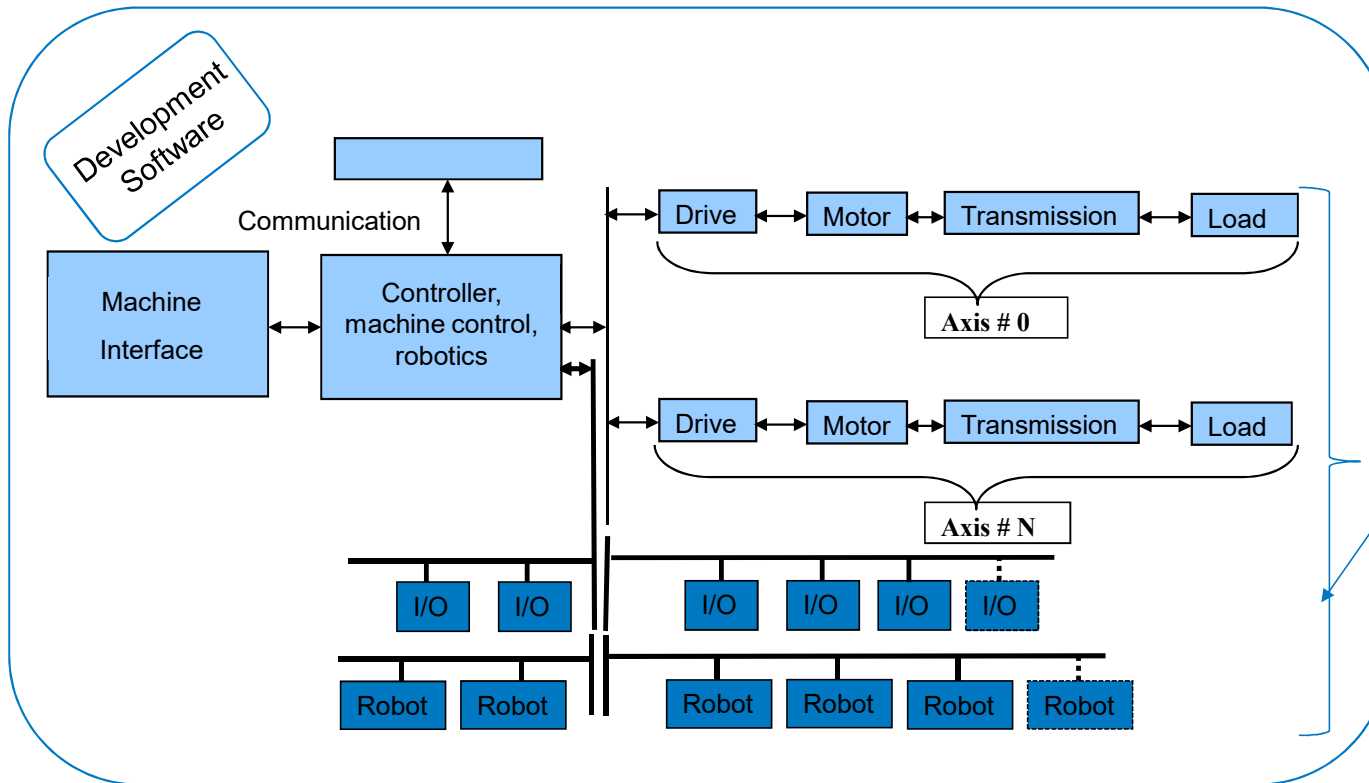 Development
Software
Communication
Machine
Interface
Controller,
machine control,
robotics
Drive
Motor
Transmission
Load
Axis # 0
Drive
Motor
Transmission
Load
Axis # N
I/O
I/O
I/O
I/O
I/O
I/O
Robot
Robot
Robot
Robot
Robot
Robot